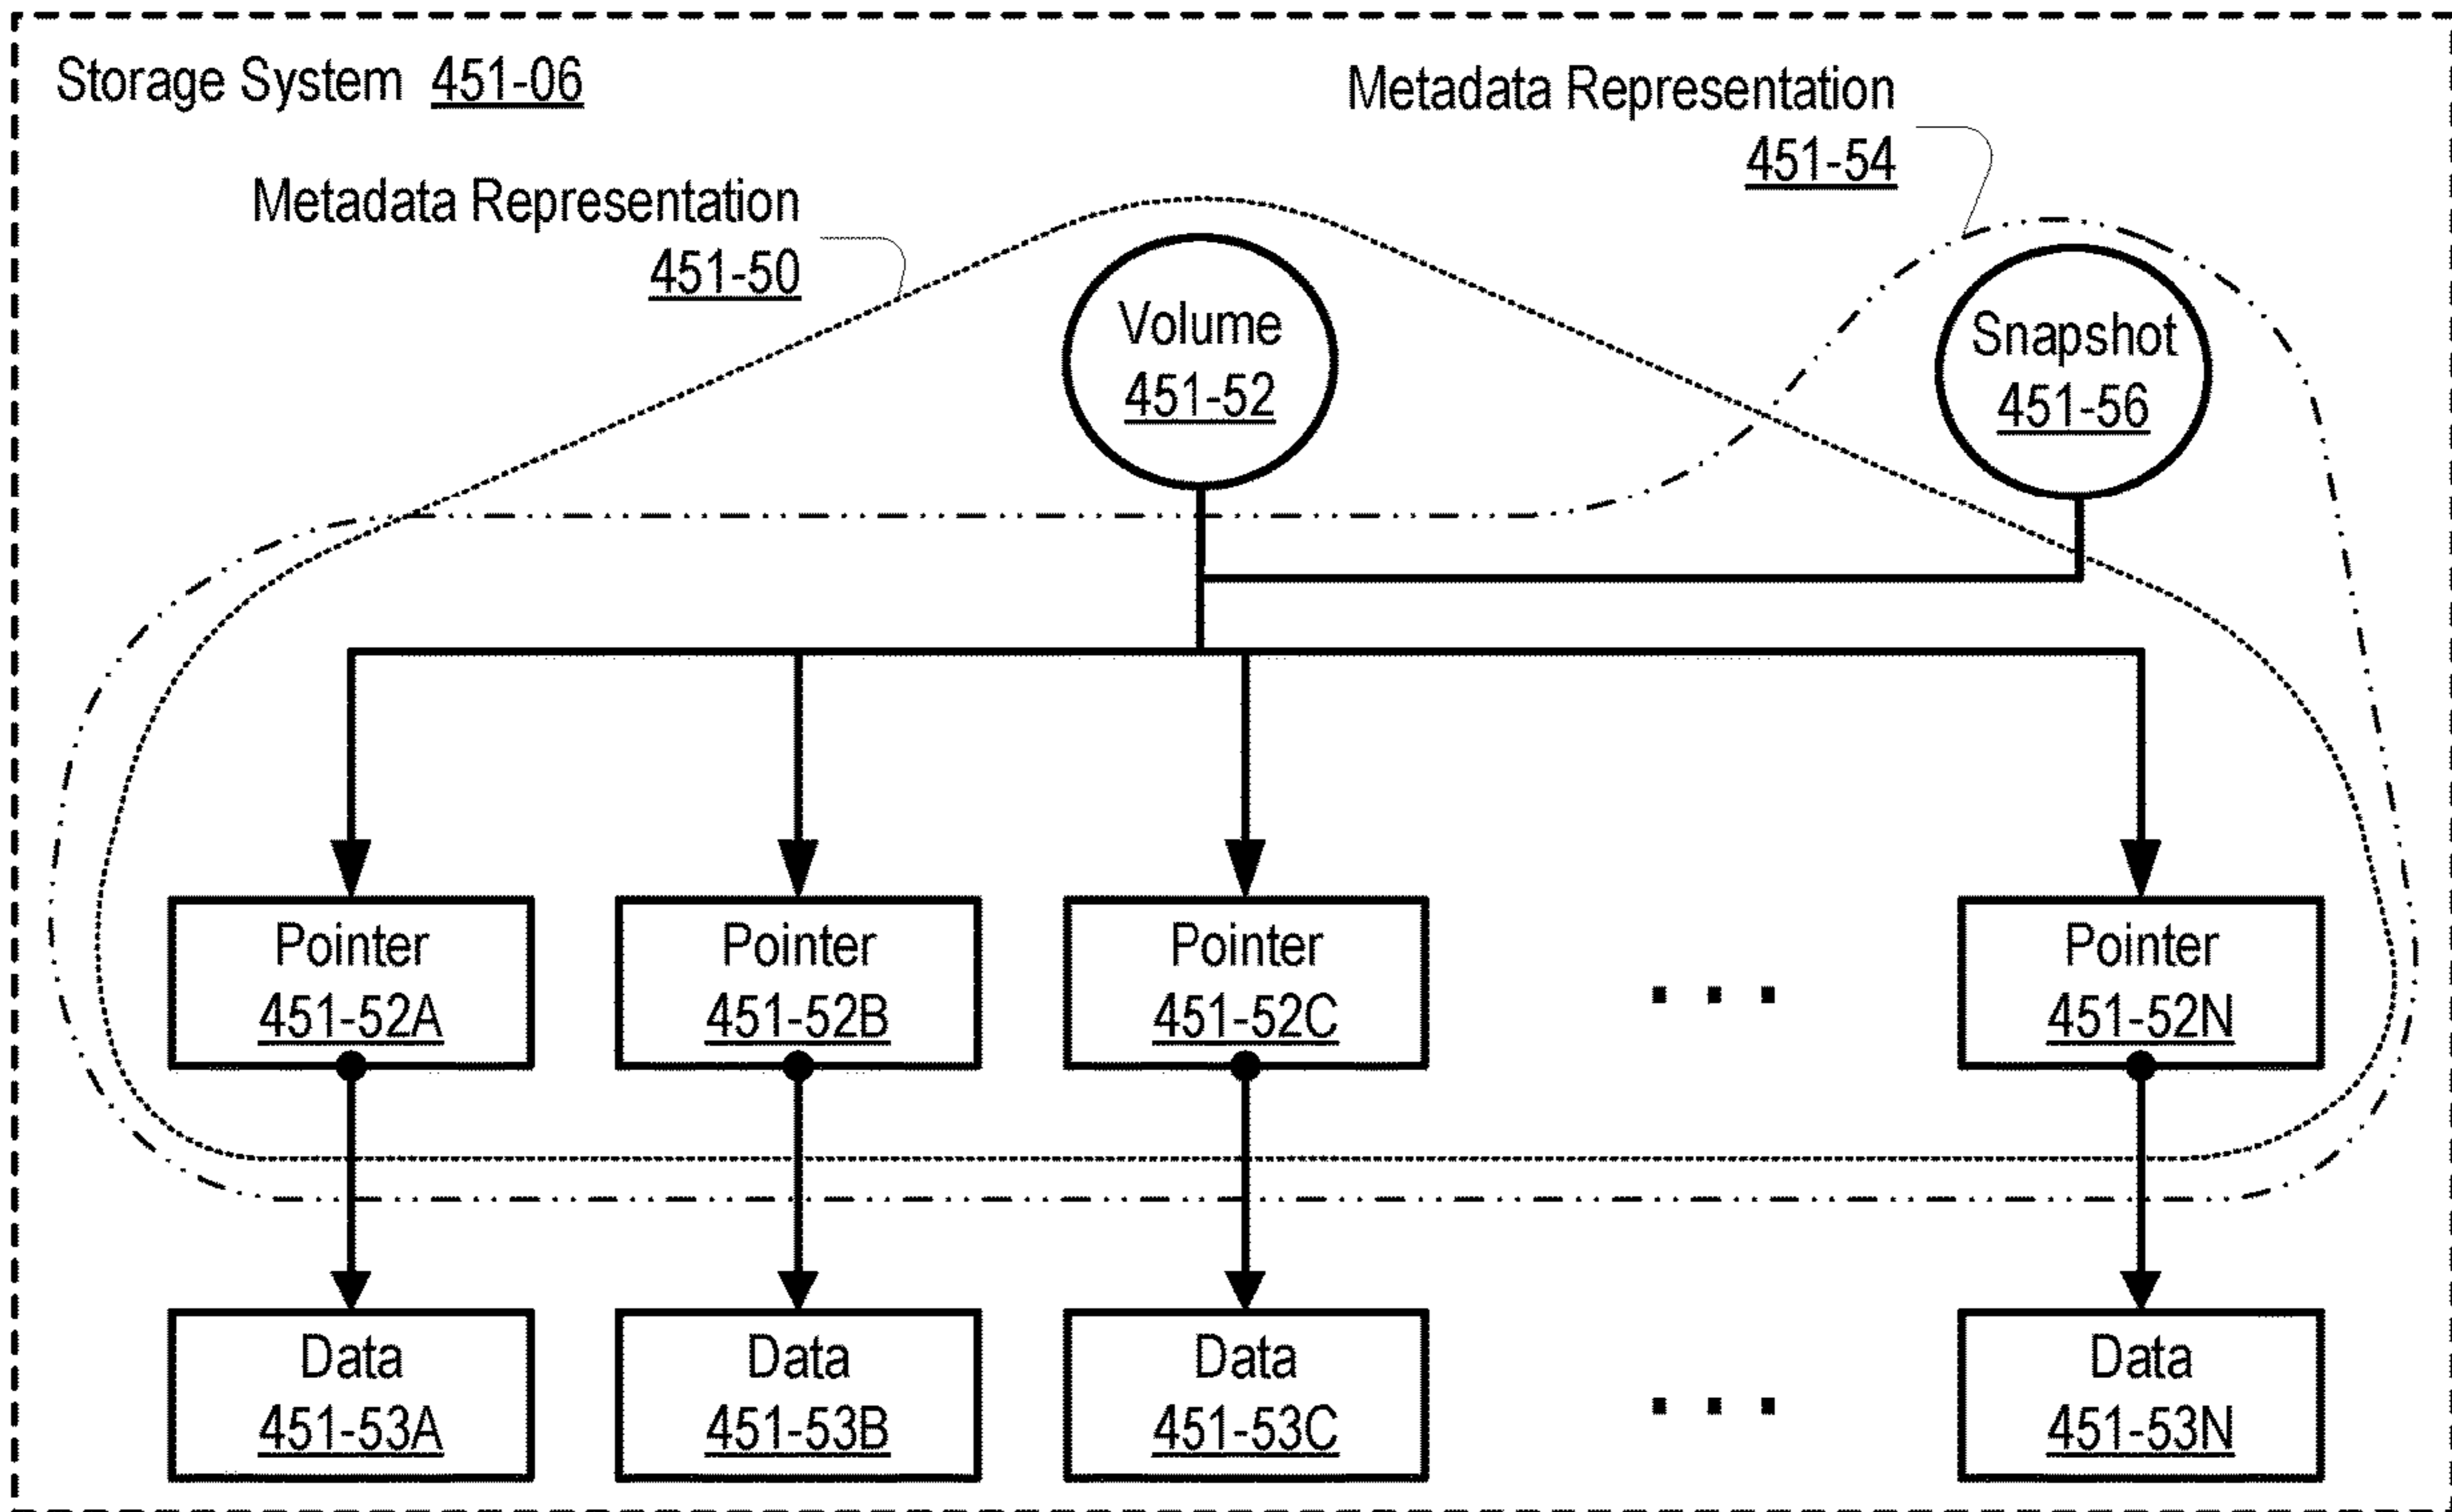 Storage System 451-06
Metadata Representation
451-54
Metadata Representation
451-50
Volume
451-52
Snapshot
451-56
Pointer
451-52A
Pointer
451-52B
Pointer
451-52C
. . .
Pointer
451-52N
Data
451-53A
Data
451-53B
Data
451-53C
. . .
Data
451-53N